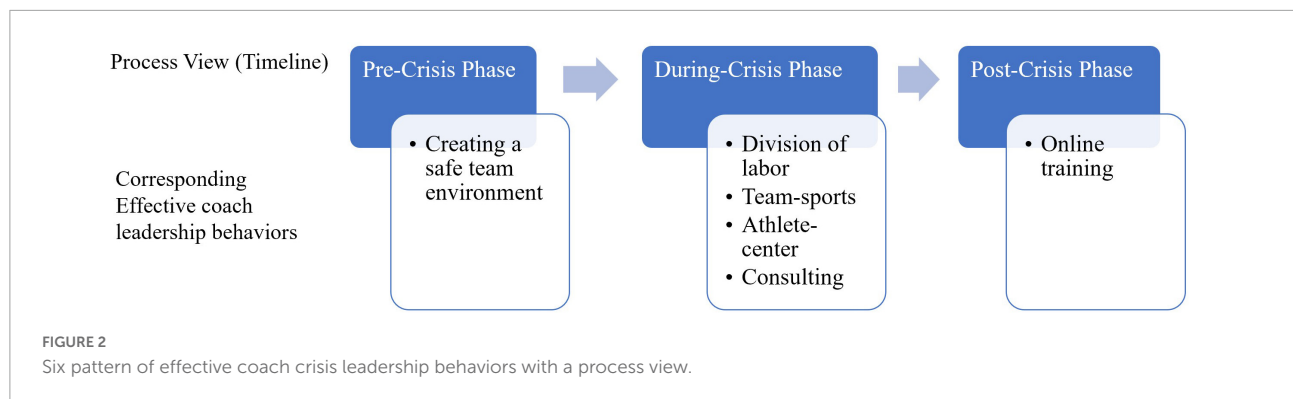 Process View (Timeline)
Pre-Crisis Phase
During-Crisis Phase
Post-Crisis Phase
Corresponding
Effective coach
leadership behaviors
• Creating a
safe team
environment
• Division of
labor
• Team-sports
• Athlete-
center
• Consulting
• Online
training
FIGURE 2
Six pattern of effective coach crisis leadership behaviors with a process view.